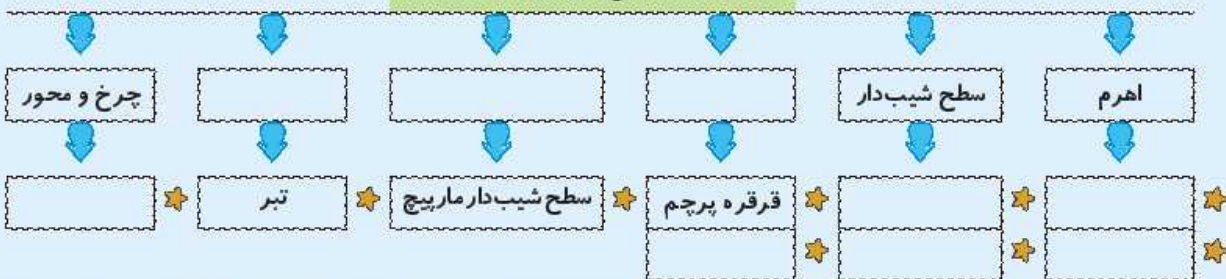 اهرم
سطح شیب‌دار
چرخ و محور
قرقره پرچم
سطح شیب‌دار مارپیچ
تبر